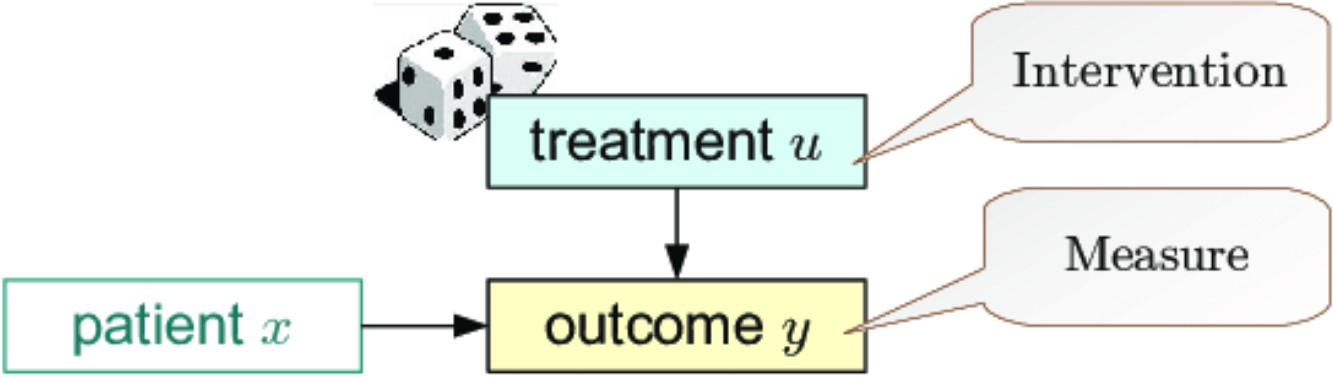 Intervention
treatment u
Measure
patient x
outcome y